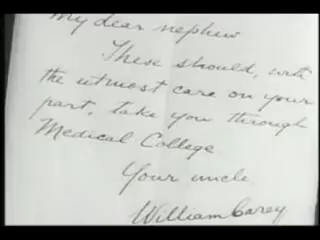 My dear nephew
These should, with
the utmost care on your
part, take you through
Medical College.
Your uncle.
William Carey